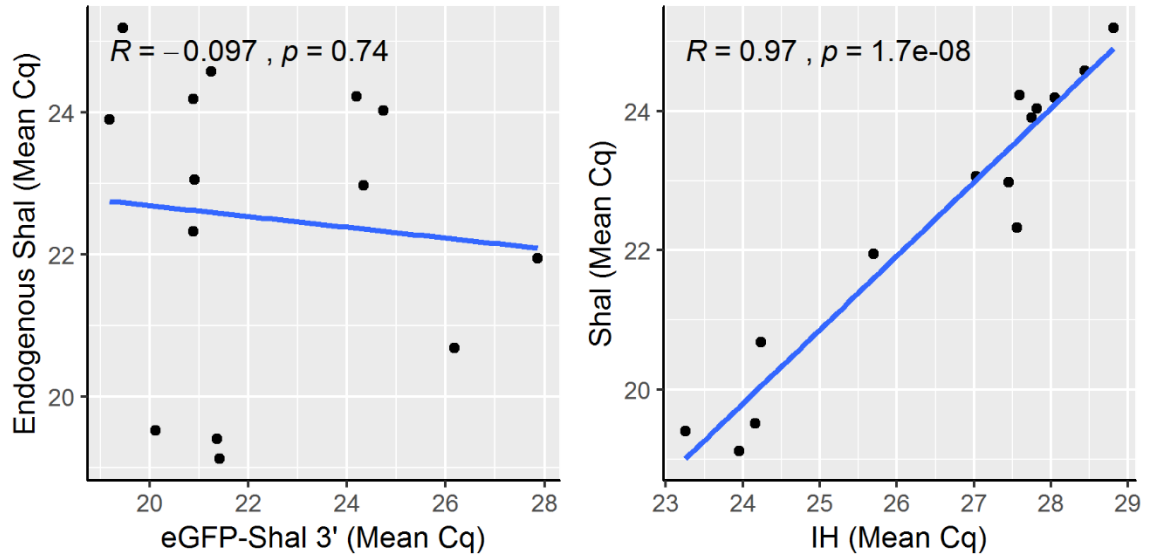 R = −0.097 , p = 0.74
Endogenous Shal (Mean Cq)
24
22
20
20 22 24 26 28
eGFP-Shal 3' (Mean Cq)
R = 0.97 , p = 1.7e-08
Shal (Mean Cq)
24
22
20
23 24 25 26 27 28 29
IH (Mean Cq)